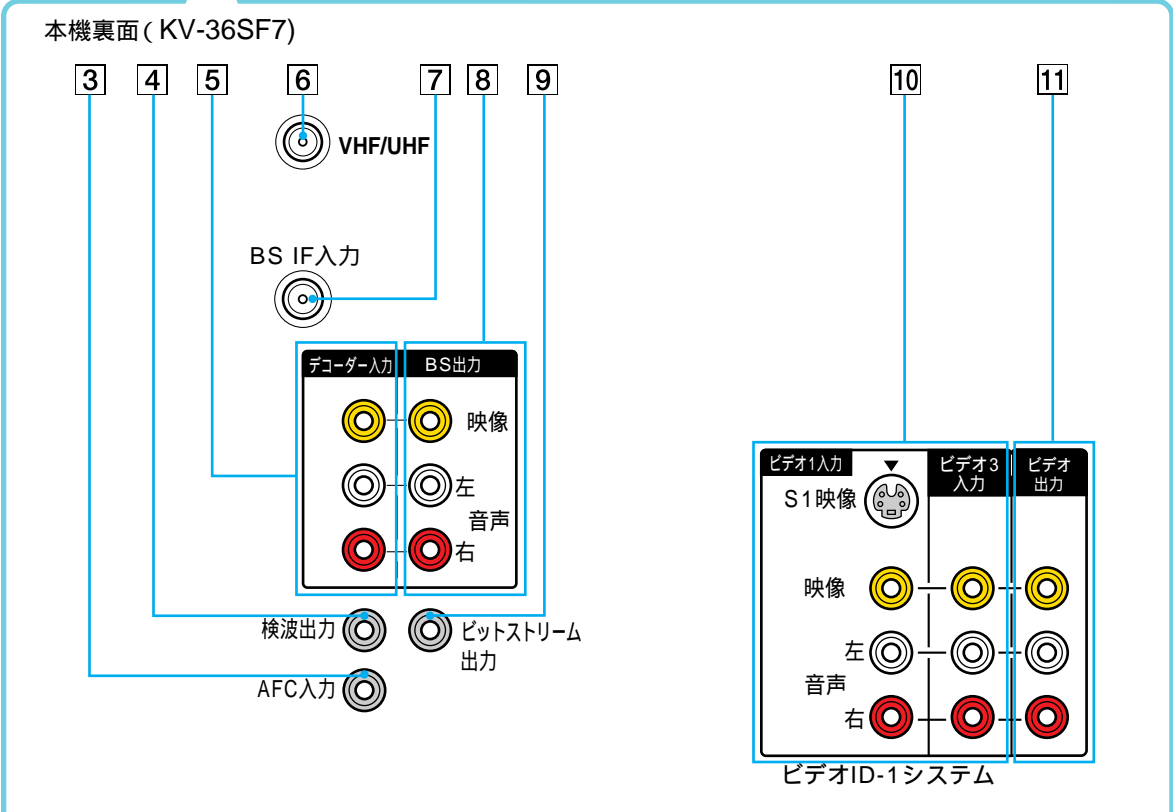 本機裏面(KV-36SF7)
3 4 5 6 7 8 9 10 11
VHF/UHF
BS IF入力
デコーダー入力 BS出力
映像
左
音声
右
検波出力
ビットストリーム
出力
AFC入力
ビデオ1入力 ▼ ビデオ3
入力
ビデオ
出力
S1映像
映像
左
音声
右
ビデオID-1システム